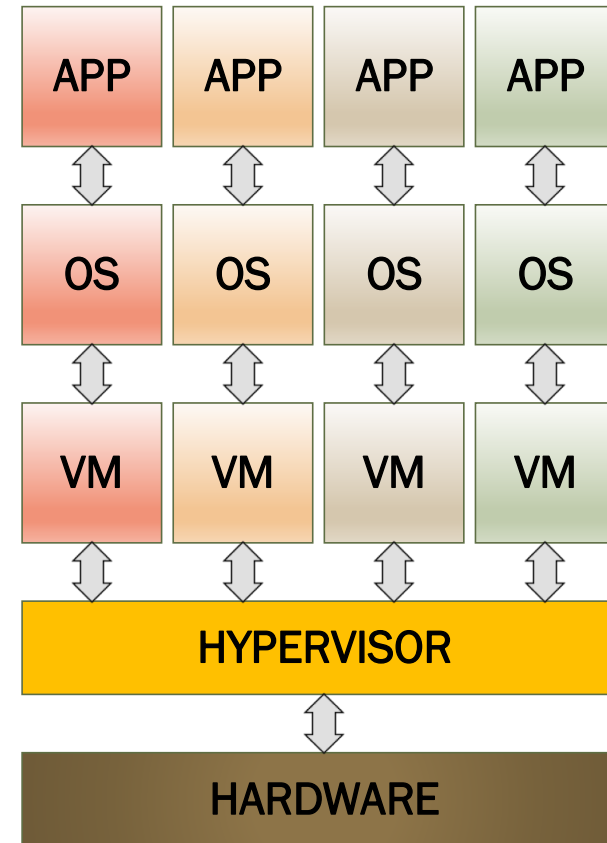 APP APP APP APP
OS OS OS OS
VM VM VM VM
HYPERVISOR
HARDWARE